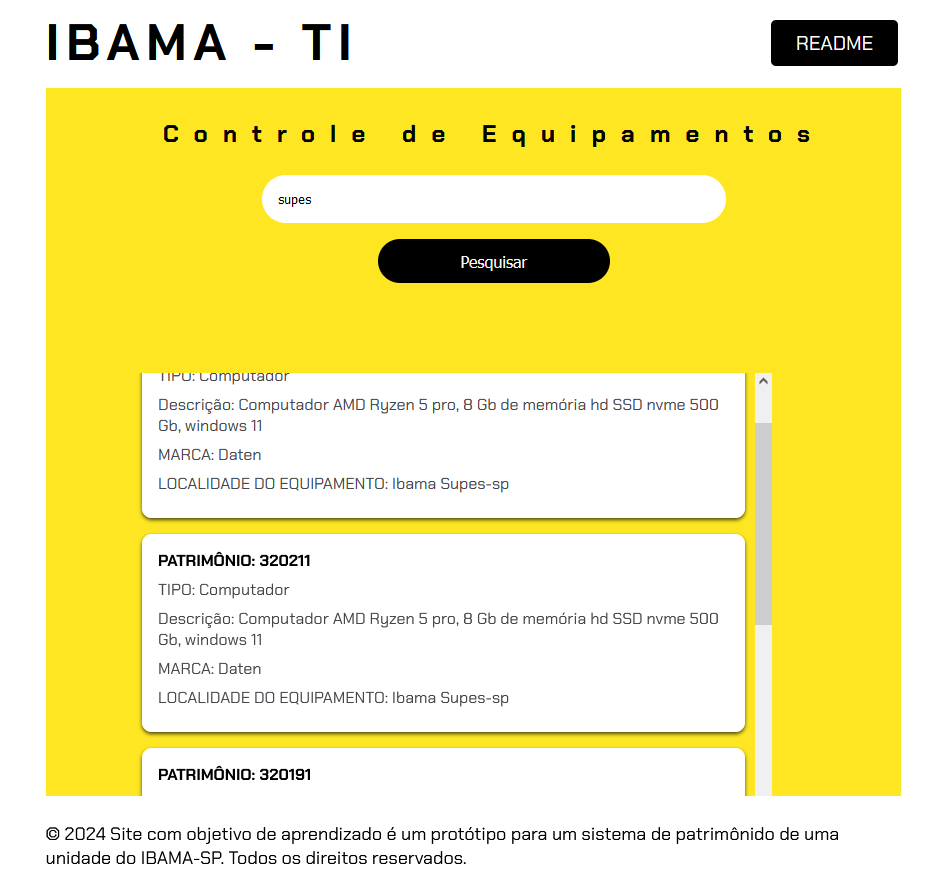 IBAMA - TI
README
Controle de Equipamentos
supes
Pesquisar
TIPO: Computador
Descrição: Computador AMD Ryzen 5 pro, 8 Gb de memória hd SSD nvme 500
Gb, windows 11
MARCA: Daten
LOCALIDADE DO EQUIPAMENTO: Ibama Supes-sp
PATRIMÔNIO: 320211
TIPO: Computador
Descrição: Computador AMD Ryzen 5 pro, 8 Gb de memória hd SSD nvme 500
Gb, windows 11
MARCA: Daten
LOCALIDADE DO EQUIPAMENTO: Ibama Supes-sp
PATRIMÔNIO: 320191
© 2024 Site com objetivo de aprendizado é um protótipo para um sistema de patrimônido de uma
unidade do IBAMA-SP. Todos os direitos reservados.